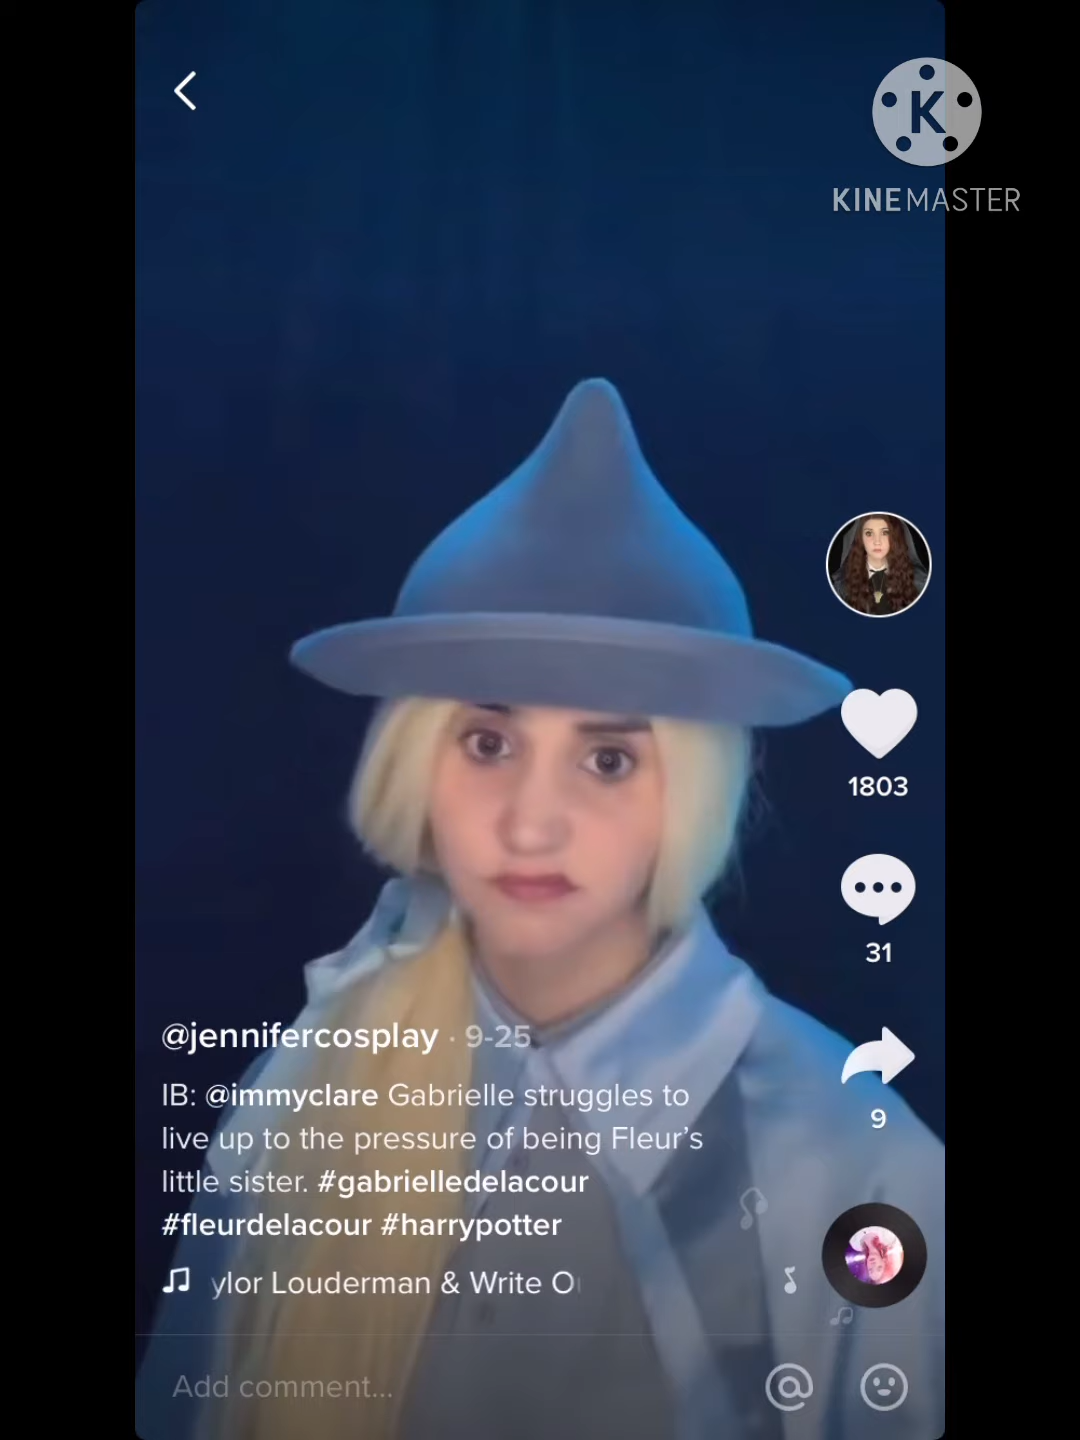 K
KINEMASTER
1803
31
@jennifercosplay · 9-25
IB: @immyclare Gabrielle struggles to
live up to the pressure of being Fleur’s
little sister. #gabrielledelacour
#fleurdelacour #harrypotter
9
ylor Louderman & Write O
Add comment...